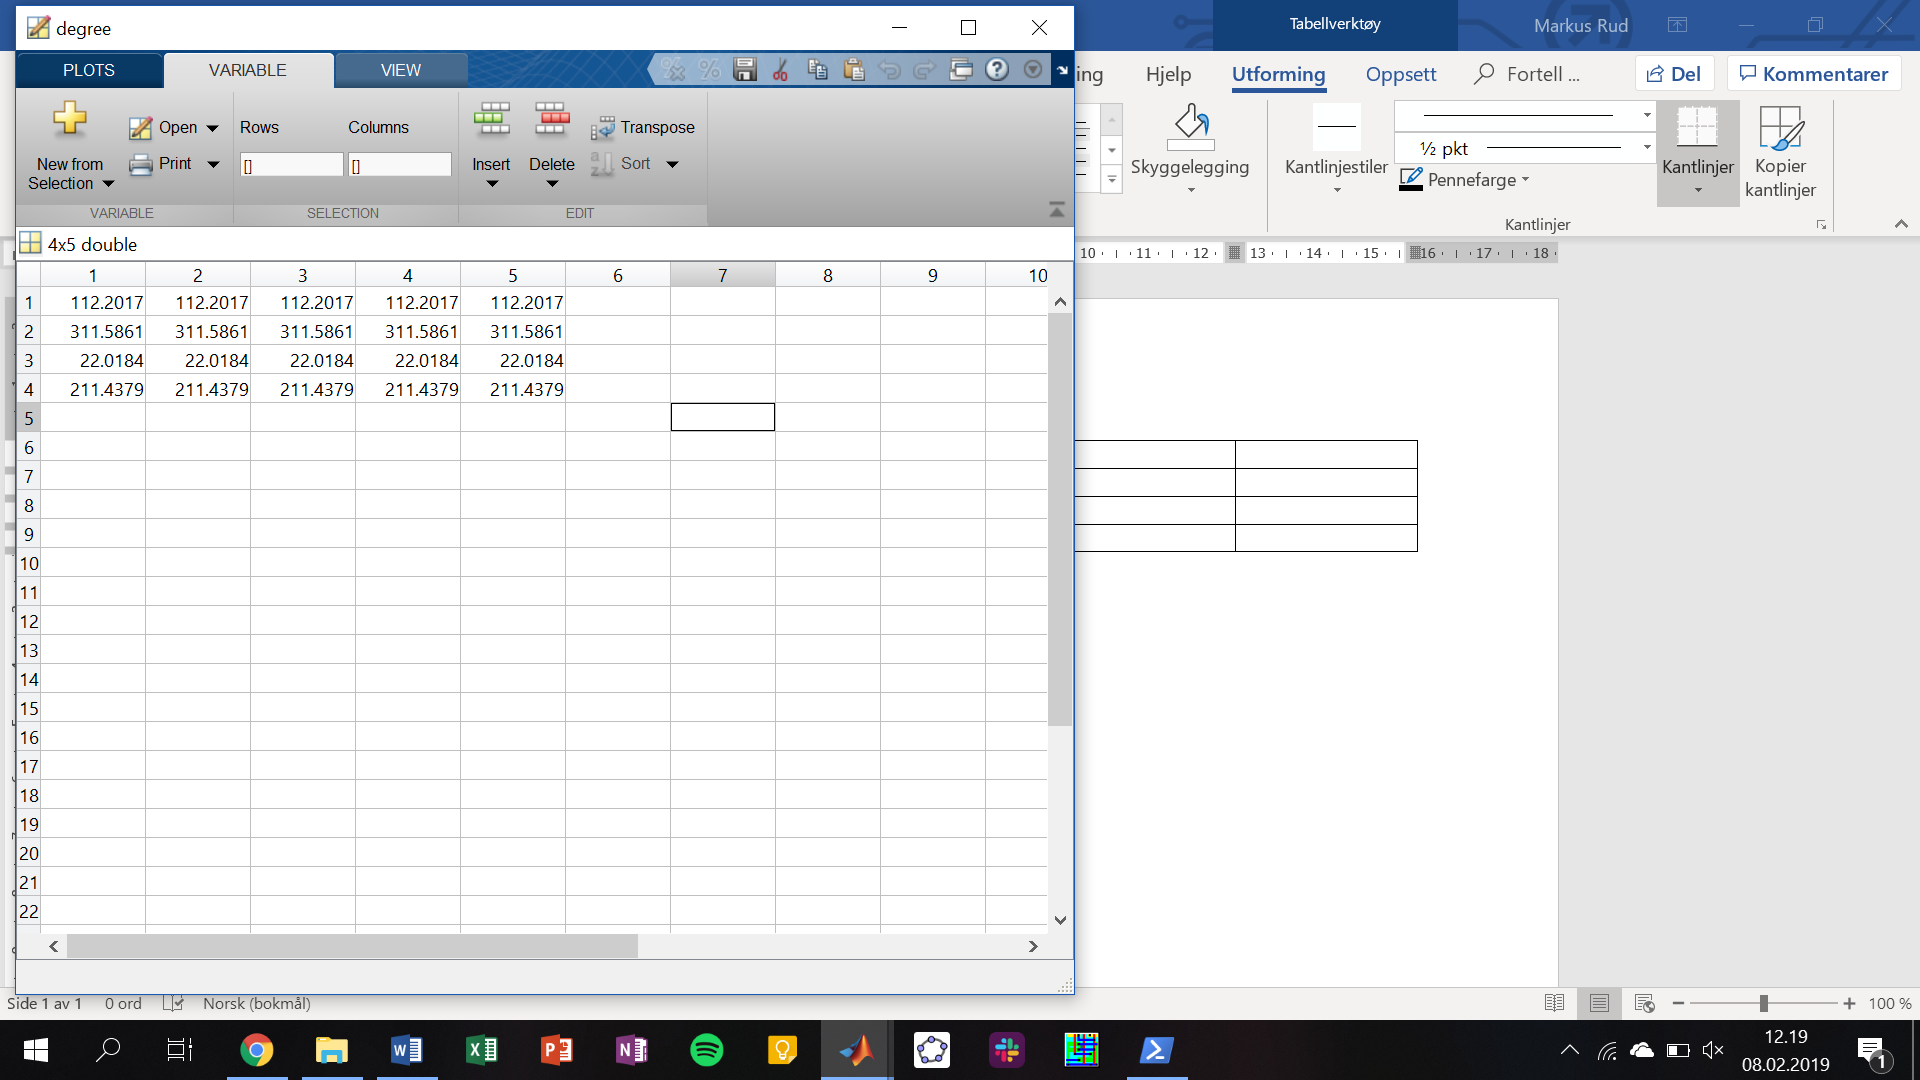 degree
Tabellverktøy
Markus Rud
PLOTS VARIABLE VIEW
ing Hjelp Utforming Oppsett Fortell ... Del Kommentarer
New from Selection
Open
Print
Rows Columns
[] []
Insert Delete
Transpose
Sort
VARIABLE SELECTION EDIT
Skyggelegging
Kantlinjestiler
½ pkt
Pennefarge
Kantlinjer
Kopier kantlinjer
Kantlinjer
4x5 double
10 11 12 13 14 15 16 17 18
1 2 3 4 5 6 7 8 9 10
1 112.2017 112.2017 112.2017 112.2017 112.2017
2 311.5861 311.5861 311.5861 311.5861 311.5861
3 22.0184 22.0184 22.0184 22.0184 22.0184
4 211.4379 211.4379 211.4379 211.4379 211.4379
5
6
7
8
9
10
11
12
13
14
15
16
17
18
19
20
21
22
Side 1 av 1 0 ord Norsk (bokmål) 100 %
12.19
08.02.2019
1